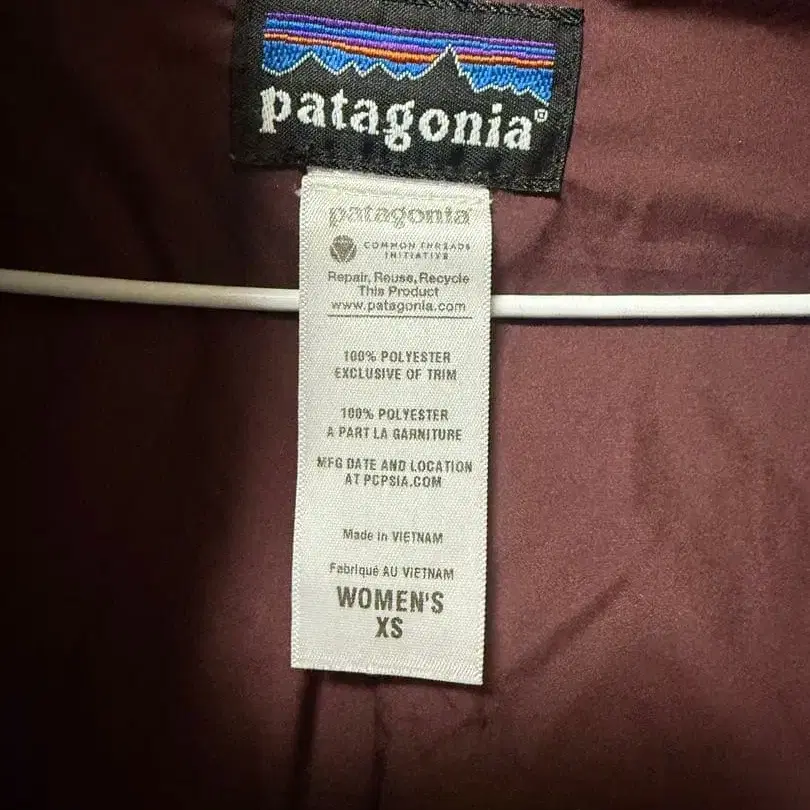 patagonia®
patagonia®
COMMON THREADS
INITIATIVE
Repair, Reuse, Recycle
This Product
www.patagonia.com
100% POLYESTER
EXCLUSIVE OF TRIM
100% POLYESTER
A PART LA GARNITURE
MFG DATE AND LOCATION
AT PCPSIA.COM
Made in VIETNAM
Fabriqué AU VIETNAM
WOMEN'S
XS